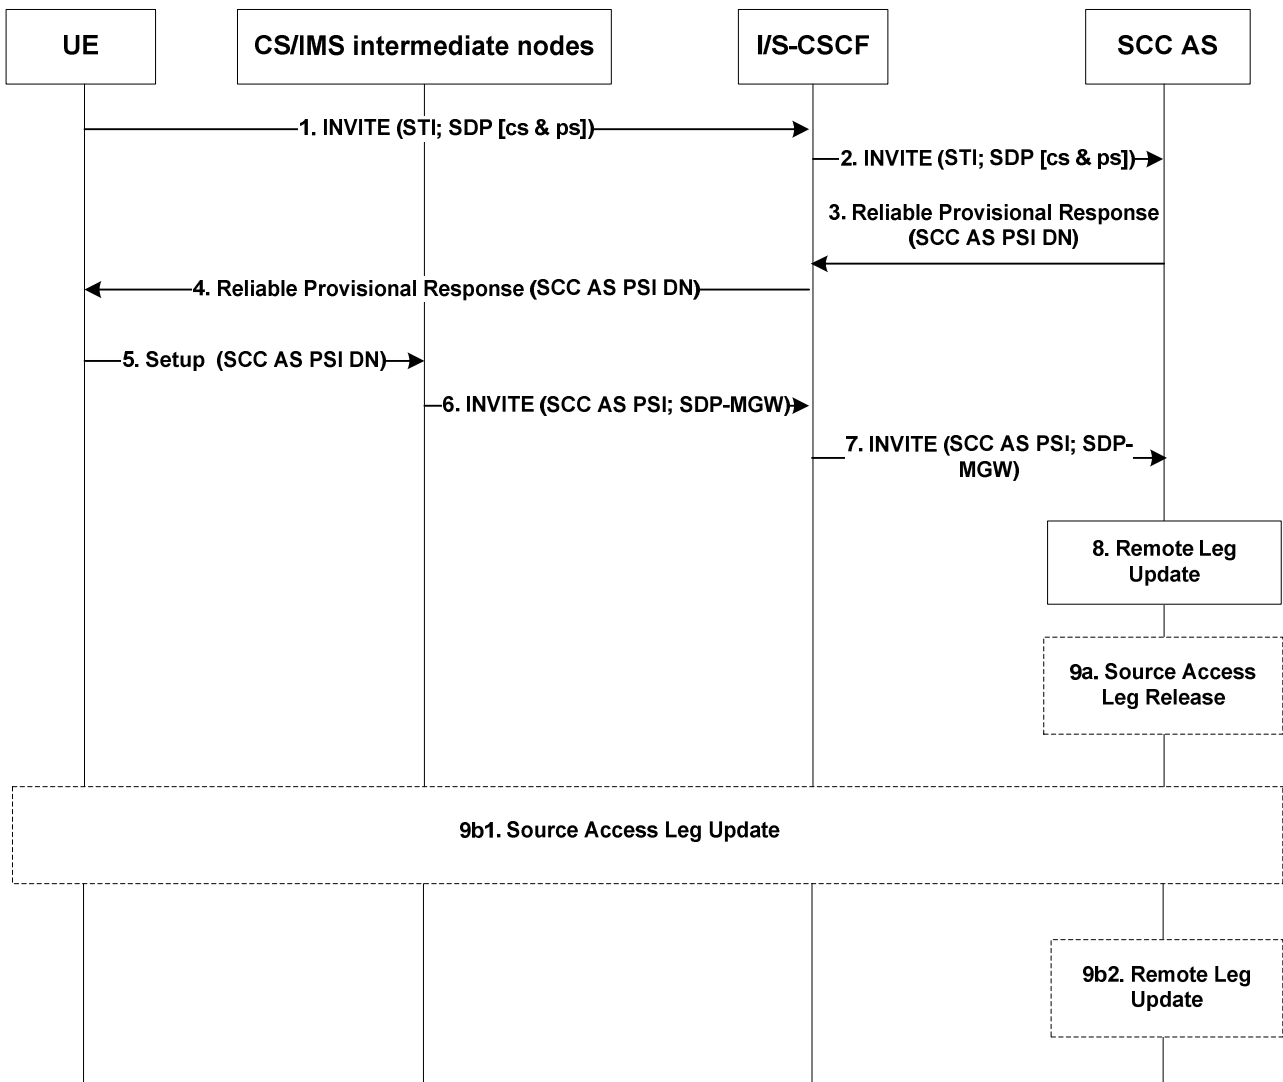 UE
CS/IMS intermediate nodes
I/S-CSCF
SCC AS
1. INVITE (STI; SDP [cs & ps])
2. INVITE (STI; SDP [cs & ps])
3. Reliable Provisional Response
(SCC AS PSI DN)
4. Reliable Provisional Response (SCC AS PSI DN)
5. Setup (SCC AS PSI DN)
6. INVITE (SCC AS PSI; SDP-MGW)
7. INVITE (SCC AS PSI; SDP-
MGW)
8. Remote Leg
Update
9a. Source Access
Leg Release
9b1. Source Access Leg Update
9b2. Remote Leg
Update